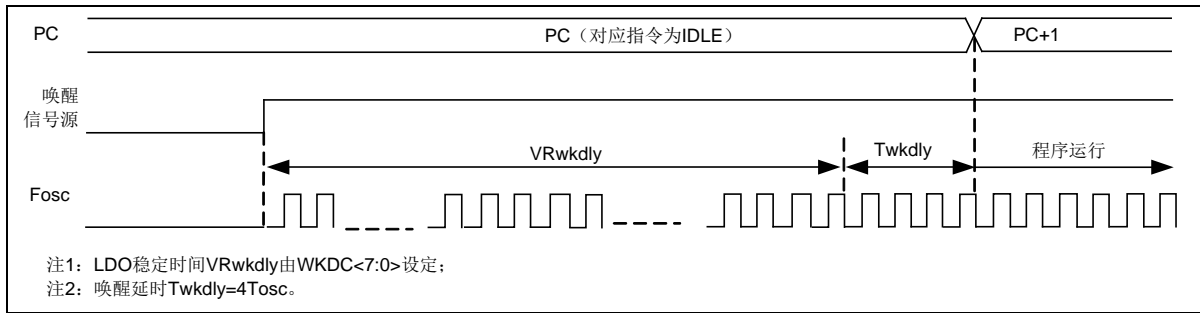 PC
PC（对应指令为IDLE）
PC+1
唤醒
信号源
VRwkdly
Twkdly
程序运行
Fosc
注1：LDO稳定时间VRwkdly由WKDC<7:0>设定；
注2：唤醒延时Twkdly=4Tosc。